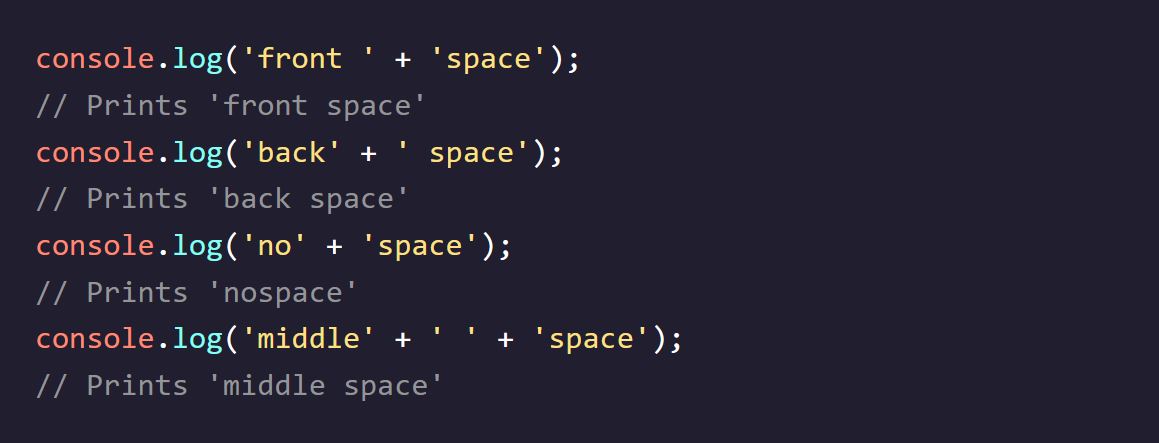 console.log('front ' + 'space');
// Prints 'front space'
console.log('back' + ' space');
// Prints 'back space'
console.log('no' + 'space');
// Prints 'nospace'
console.log('middle' + ' ' + 'space');
// Prints 'middle space'